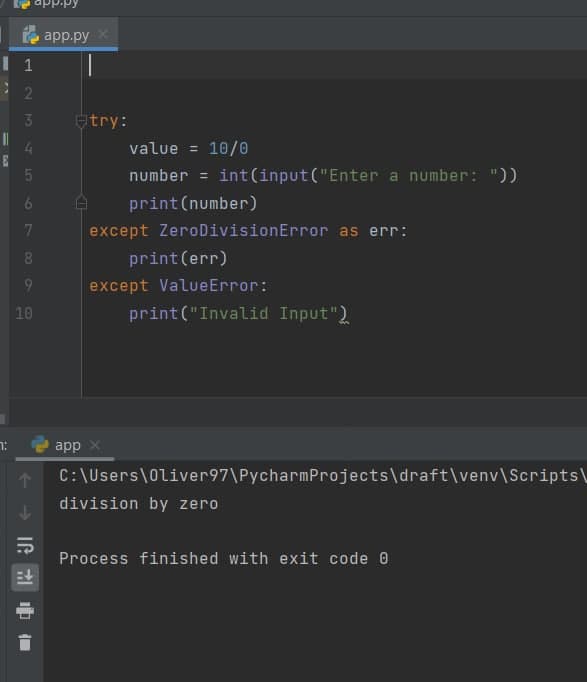 app.py
app.py
1
2
3 try:
4     value = 10/0
5     number = int(input("Enter a number: "))
6     print(number)
7 except ZeroDivisionError as err:
8     print(err)
9 except ValueError:
10     print("Invalid Input")
app
C:\Users\Oliver97\PycharmProjects\draft\venv\Scripts\
division by zero
Process finished with exit code 0